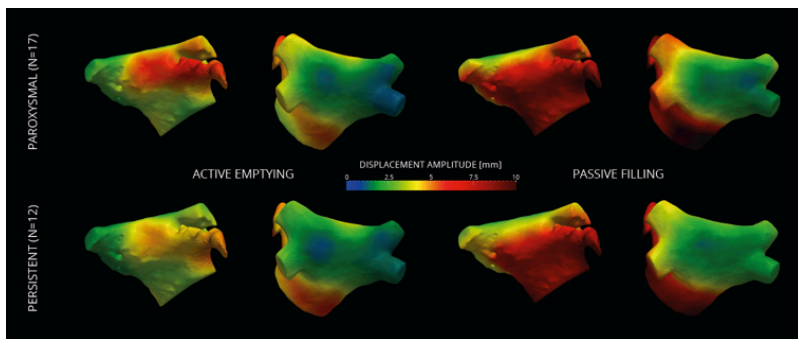 PAROXYSMAL (N=17)
ACTIVE EMPTYING
DISPLACEMENT AMPLITUDE [mm]
0 2.5 5 7.5 10
PASSIVE FILLING
PERSISTENT (N=12)